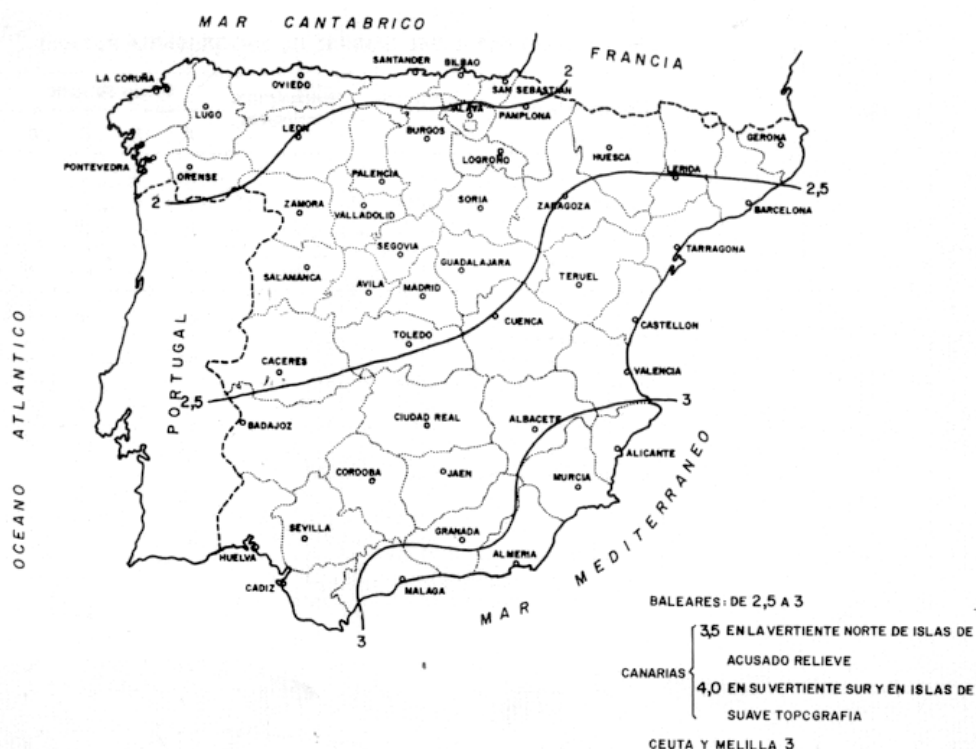 MAR CANTABRICO
FRANCIA
LA CORUÑA
OVIEDO
SANTANDER
BILBAO
SAN SEBASTIAN
2
LUGO
LEON
ALAVA
PAMPLONA
BURGOS
GERONA
PONTEVEDRA
ORENSE
LOGROÑO
HUESCA
PALENCIA
LERIDA
2
ZAMORA
VALLADOLID
SORIA
ZARAGOZA
2,5
BARCELONA
SEGOVIA
TARRAGONA
SALAMANCA
GUADALAJARA
TERUEL
AVILA
MADRID
CUENCA
CASTELLON
TOLEDO
CACERES
VALENCIA
PORTUGAL
OCEANO ATLANTICO
2,5
3
BADAJOZ
CIUDAD REAL
ALBACETE
ALICANTE
CORDOBA
JAEN
MURCIA
SEVILLA
GRANADA
HUELVA
ALMERIA
CADIZ
MALAGA
MAR MEDITERRANEO
3
BALEARES: DE 2,5 A 3
CANARIAS
3,5 EN LA VERTIENTE NORTE DE ISLAS DE
ACUSADO RELIEVE
4,0 EN SU VERTIENTE SUR Y EN ISLAS DE
SUAVE TOPOGRAFIA
CEUTA Y MELILLA 3